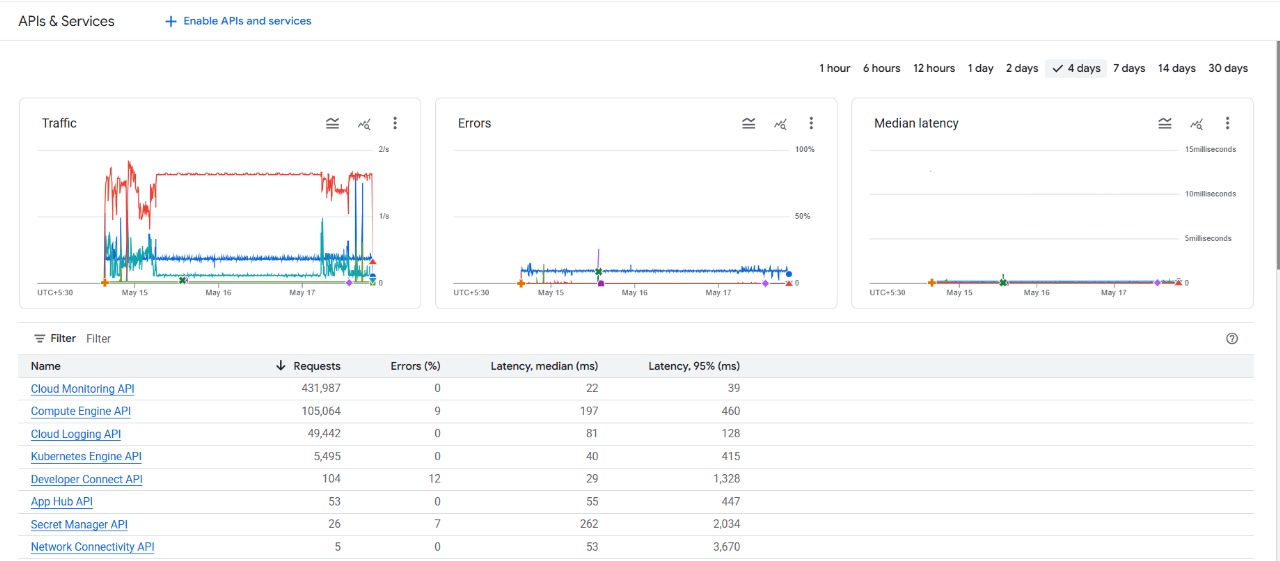 APIs & Services + Enable APIs and services
1 hour 6 hours 12 hours 1 day 2 days 4 days 7 days 14 days 30 days
Traffic
2/s
1/s
0
UTC+5:30 May 15 May 16 May 17
Errors
100%
50%
0
UTC+5:30 May 15 May 16 May 17
Median latency
15milliseconds
10milliseconds
5milliseconds
0
UTC+5:30 May 15 May 16 May 17
Filter Filter
Name Requests Errors (%) Latency, median (ms) Latency, 95% (ms)
Cloud Monitoring API 431,987 0 22 39
Compute Engine API 105,064 9 197 460
Cloud Logging API 49,442 0 81 128
Kubernetes Engine API 5,495 0 40 415
Developer Connect API 104 12 29 1,328
App Hub API 53 0 55 447
Secret Manager API 26 7 262 2,034
Network Connectivity API 5 0 53 3,670